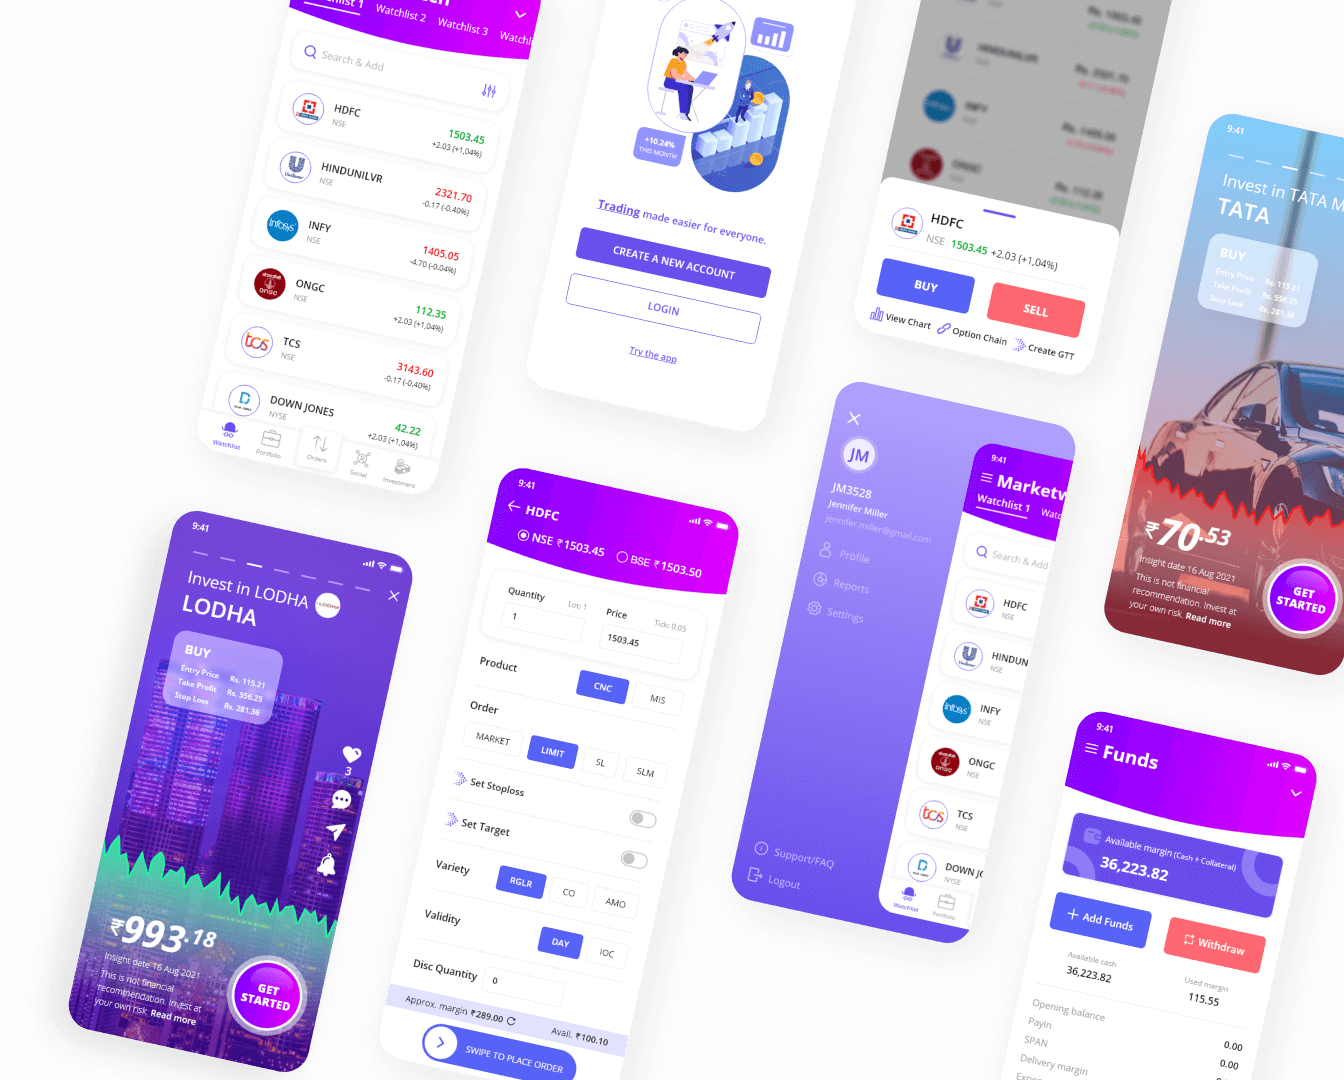 Watchlist 1 Watchlist 2 Watchlist 3 Watchl
Search & Add
HDFC
NSE
1503.45
+2.03 (+1,04%)
HINDUNILVR
NSE
2321.70
-0.17 (-0.40%)
INFY
NSE
1405.05
-4.70 (-0.04%)
ONGC
NSE
112.35
+2.03 (+1,04%)
TCS
NSE
3143.60
-0.17 (-0.40%)
DOWN JONES
NYSE
42.22
+2.03 (+1,04%)
Watchlist Portfolio Orders Social Investment
+10.24%
THIS MONTH
Trading made easier for everyone.
CREATE A NEW ACCOUNT
LOGIN
Try the app
HINDUNILVR
INFY
ONGC
HDFC
NSE 1503.45 +2.03 (+1,04%)
BUY
SELL
View Chart Option Chain Create GTT
9:41
Invest in TATA M
TATA
BUY
Entry Price Rs. 115.21
Take Profit Rs. 556.25
Stop Loss Rs. 281,36
₹70.53
Insight date 16 Aug 2021
This is not financial
recommendation. Invest at
your own risk. Read more
GET
STARTED
9:41
Invest in LODHA
LODHA
LODHA
BUY
Entry Price Rs. 115.21
Take Profit Rs. 556.25
Stop Loss Rs. 281,36
3
₹993.18
Insight date 16 Aug 2021
This is not financial
recommendation. Invest at
your own risk. Read more
GET
STARTED
9:41
HDFC
NSE ₹1503.45 BSE ₹1503.50
Quantity Lot: 1
1
Price Tick: 0.05
1503.45
Product
CNC MIS
Order
MARKET LIMIT SL SLM
Set Stoploss
Set Target
Variety
RGLR CO AMO
Validity
DAY IOC
Disc Quantity 0
Approx. margin ₹289.00 Avail. ₹100.10
SWIPE TO PLACE ORDER
JM
JM3528
Jennifer Miller
jennifer.miller@gmail.com
Profile
Reports
Settings
Support/FAQ
Logout
9:41
Marketw
Watchlist 1 Watc
Search & Add
HDFC
NSE
HINDUN
NSE
INFY
NSE
ONGC
NSE
TCS
NSE
DOWN JO
NYSE
Watchlist Portfolio
9:41
Funds
Available margin (Cash + Collateral)
36,223.82
Add Funds
Withdraw
Available cash
36,223.82
Used margin
115.55
Opening balance 0.00
Payin 0.00
SPAN
Delivery margin